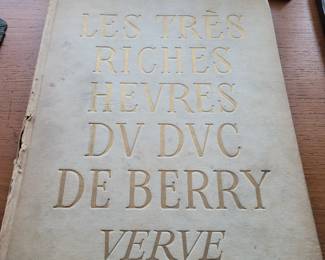 LES TRÈS
RICHES
HEVRES
DV DVC
DE BERRY
VERVE